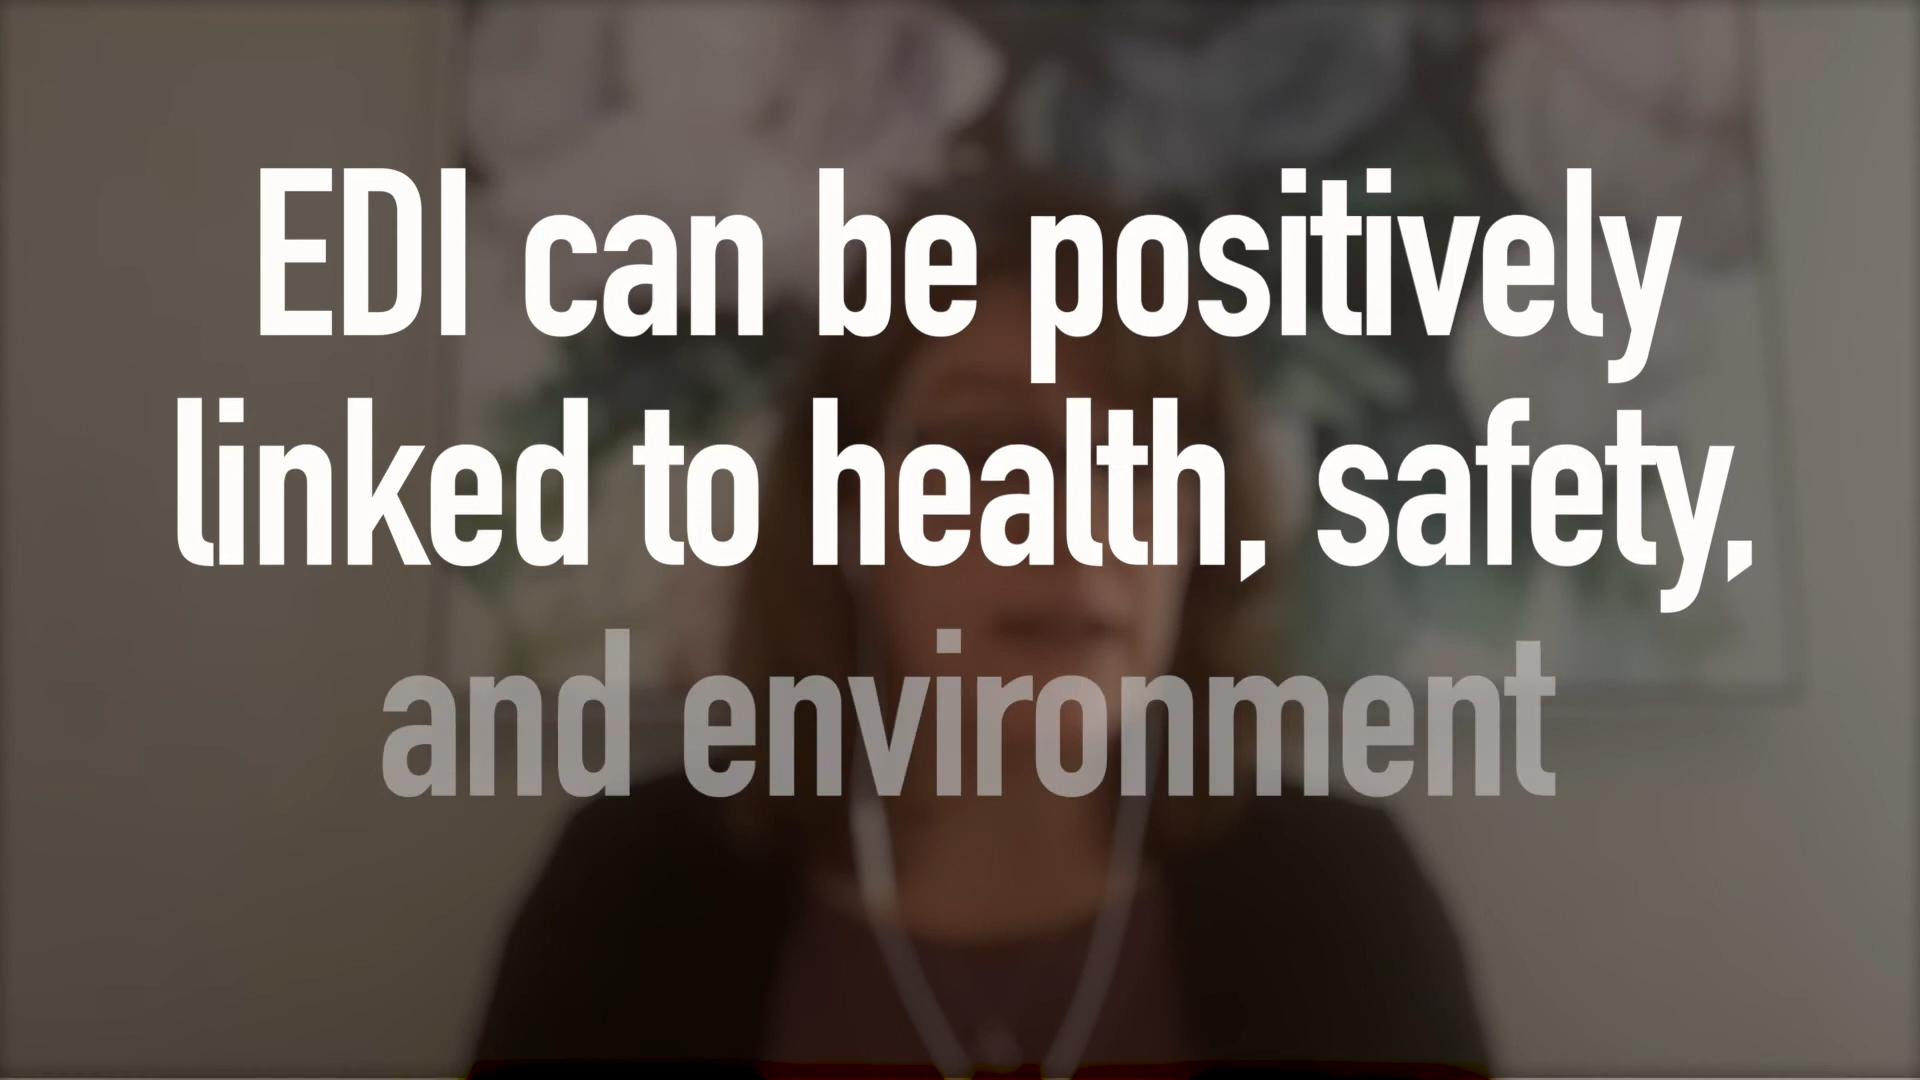 EDI can be positively
linked to health, safety,
and environment